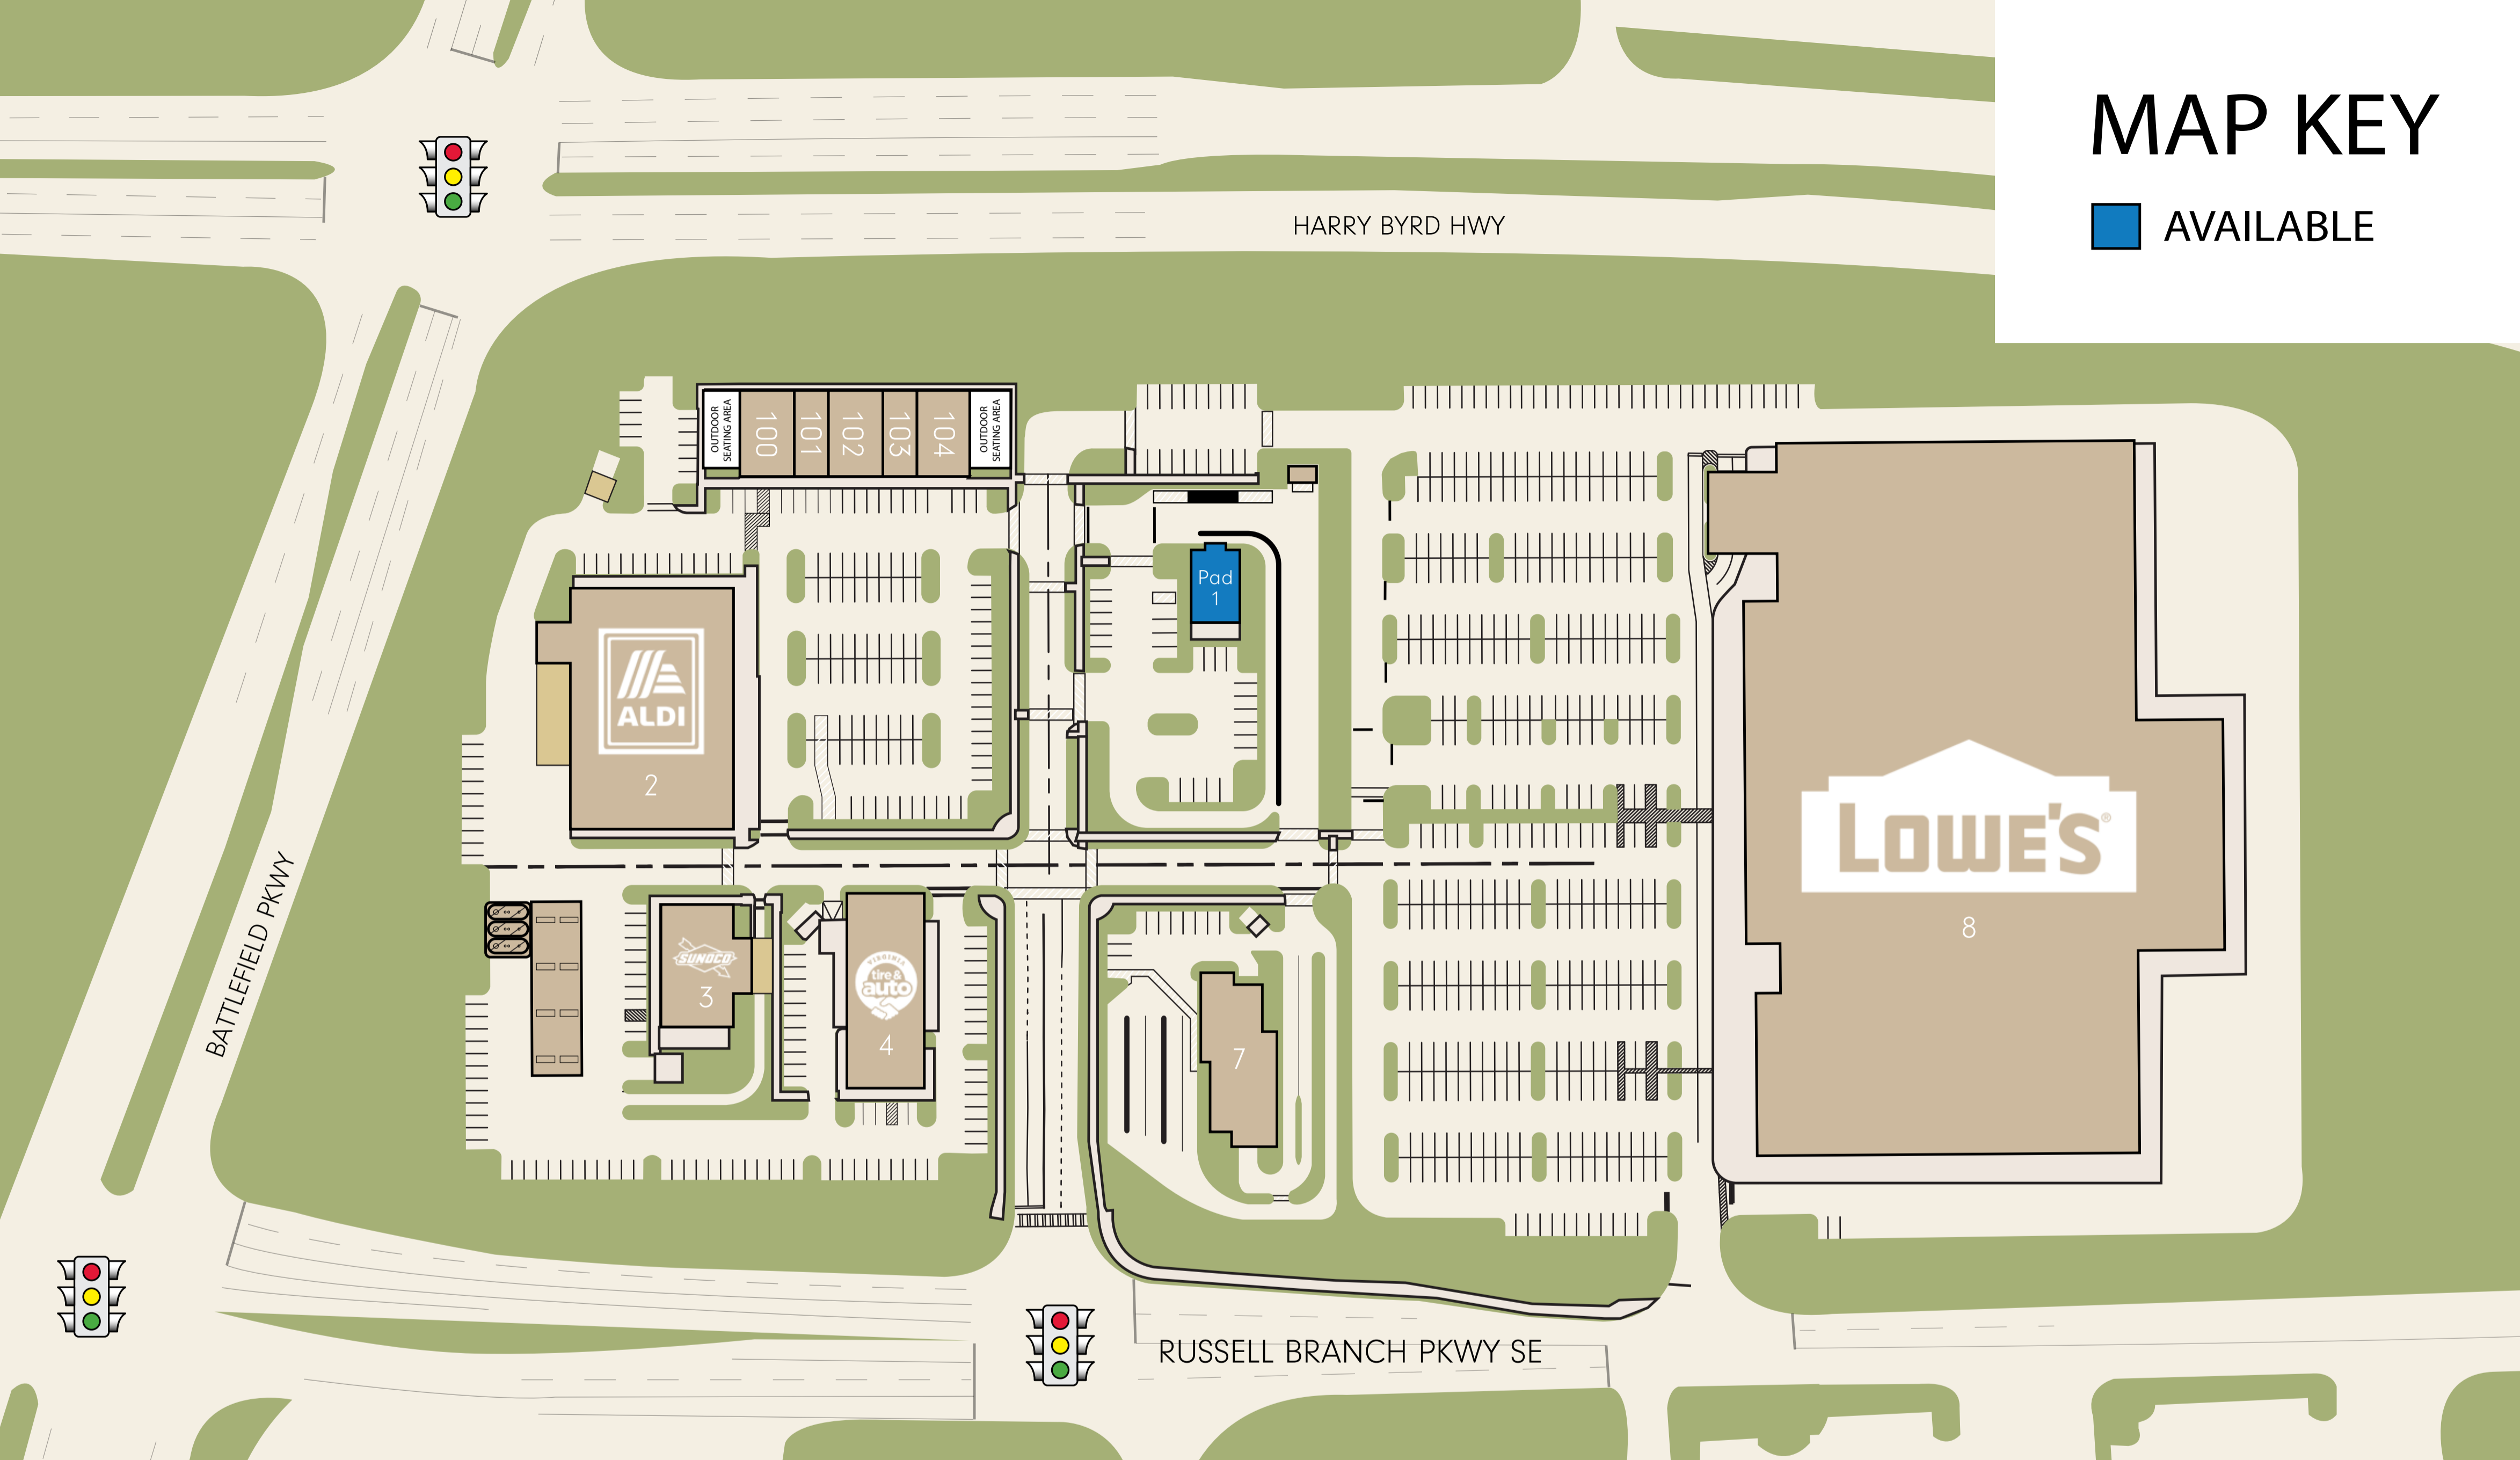 MAP KEY
AVAILABLE
HARRY BYRD HWY
OUTDOOR
SEATING AREA
100
101
102
103
104
OUTDOOR
SEATING AREA
Pad
1
ALDI
2
LOWE'S®
8
BATTLEFIELD PKWY
SUNOCO
3
VIRGINIA
tire &
auto
4
7
RUSSELL BRANCH PKWY SE